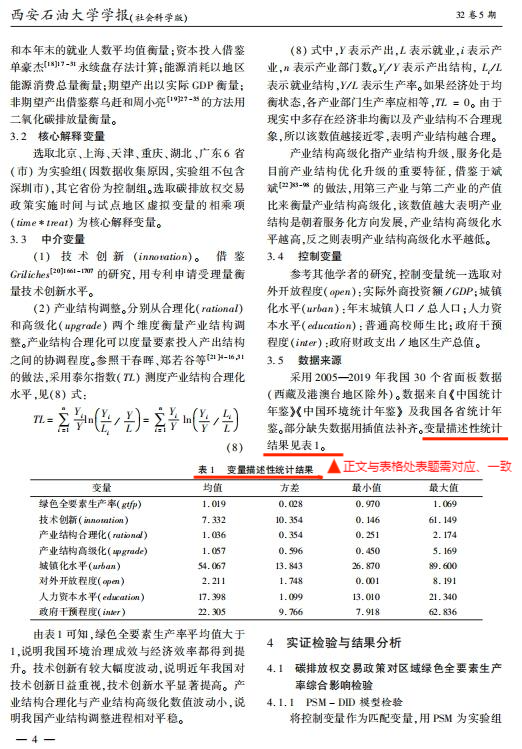 西安石油大学学报(社会科学版)
32 卷 5 期
和本年末的就业人数平均值衡量;资本投入借鉴
单豪杰[18]17-31永续盘存法计算;能源消耗以地区
能源消费总量衡量;期望产出以实际 GDP 衡量;
非期望产出借鉴蔡乌赶和周小亮[19]27-35的方法用
二氧化碳排放量衡量。
3.2 核心解释变量
选取北京、上海、天津、重庆、湖北、广东 6 省
(市)为实验组(因数据收集原因,实验组不包含
深圳市),其它省份为控制组。选取碳排放权交易
政策实施时间与试点地区虚拟变量的相乘项
(time * treat)为核心解释变量。
3.3 中介变量
(1) 技术创新 (innovation)。 借鉴
Griliches[20]1661-1707的研究,用专利申请受理量衡
量技术创新水平。
(2)产业结构调整。分别从合理化(rational)
和高级化(upgrade)两个维度衡量产业结构调
整。产业结构合理化可以度量要素投入产出结构
之间的协调程度。参照干春晖、郑若谷等[21]4-16,31
的做法,采用泰尔指数(TL)测度产业结构合理化
水平,见(8)式:
TL = ∑ⁿᵢ₌₁ Yi/Y ln(Yi/Li / Y/L) = ∑ⁿᵢ₌₁ Yi/Y ln(Yi/Y / Li/L)
(8)
(8)式中,Y 表示产出,L 表示就业,i 表示产
业,n 表示产业部门数。Yi/Y 表示产出结构, Li/L
表示就业结构,Y/L 表示生产率。如果经济处于均
衡状态,各产业部门生产率应相等,TL = 0。由于
现实中多存在经济非均衡以及产业结构不合理现
象,所以该数值越接近零,表明产业结构越合理。
产业结构高级化指产业结构升级,服务化是
目前产业结构优化升级的重要特征,借鉴于斌
斌[22]83-98 的做法,用第三产业与第二产业的产值
比来衡量产业结构高级化,该数值越大表明产业
结构是朝着服务化方向发展,产业结构高级化水
平越高,反之则表明产业结构高级化水平越低。
3.4 控制变量
参考其他学者的研究,控制变量统一选取对
外开放程度(open):实际外商投资额/GDP;城镇
化水平(urban):年末城镇人口/总人口;人力资
本水平(education):普通高校师生比;政府干预
程度(inter):政府财政支出/地区生产总值。
3.5 数据来源
采用 2005—2019 年我国 30 个省面板数据
(西藏及港澳台地区除外)。数据来自《中国统计
年鉴》《中国环境统计年鉴》及我国各省统计年
鉴。部分缺失数据用插值法补齐。变量描述性统计
结果见表 1。
正文与表格处表题需对应、一致
表 1 变量描述性统计结果
变量 均值 方差 最小值 最大值
绿色全要素生产率(gtfp) 1.019 0.028 0.970 1.069
技术创新(innovation) 7.332 10.354 0.146 61.149
产业结构合理化(rational) 1.036 0.354 0.251 2.174
产业结构高级化(upgrade) 1.057 0.596 0.450 5.169
城镇化水平(urban) 54.067 13.843 26.870 89.600
对外开放程度(open) 2.211 1.748 0.001 8.191
人力资本水平(education) 17.398 1.099 13.010 21.340
政府干预程度(inter) 22.305 9.766 7.918 62.836
由表 1 可知,绿色全要素生产率平均值大于
1,说明我国环境治理成效与经济效率都得到提
升。技术创新有较大幅度波动,说明近年我国对
技术创新日益重视,技术创新水平显著提高。产
业结构合理化与产业结构高级化数值波动小,说
明我国产业结构调整进程相对平稳。
4 实证检验与结果分析
4.1 碳排放权交易政策对区域绿色全要素生产
率综合影响检验
4.1.1 PSM-DID 模型检验
将控制变量作为匹配变量,用 PSM 为实验组
— 4 —